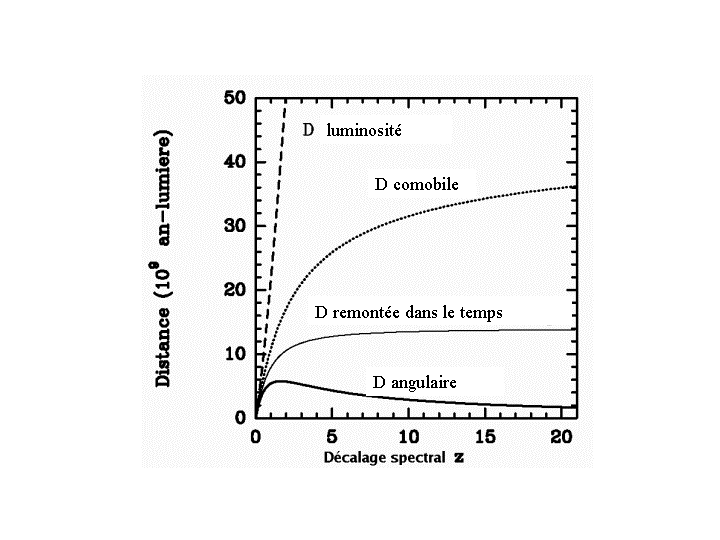 50
D luminosité
40
D comobile
30
20
D remontée dans le temps
10
D angulaire
0
0 5 10 15 20
Décalage spectral z
Distance (10⁹ an-lumiere)